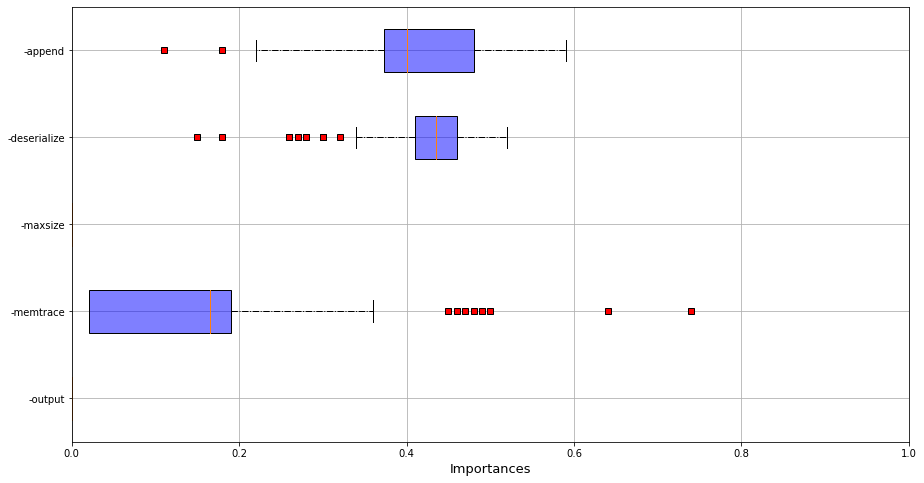 -append
-deserialize
-maxsize
-memtrace
-output
0.0 0.2 0.4 0.6 0.8 1.0
Importances